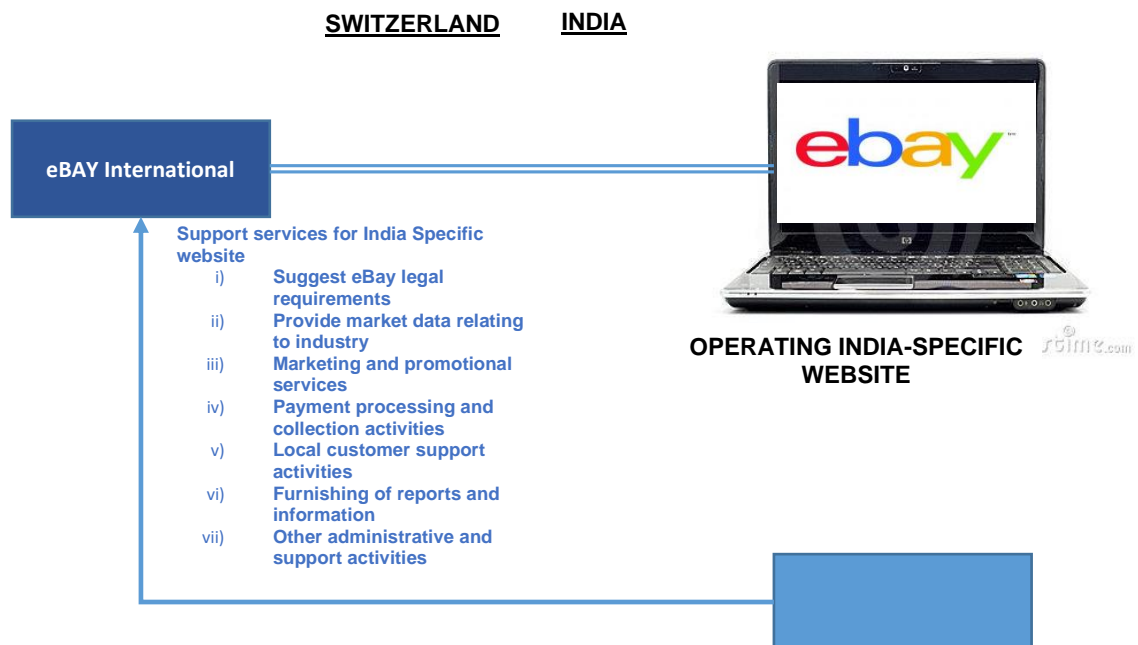 SWITZERLAND INDIA
ebay
eBAY International
Support services for India Specific
website
i) Suggest eBay legal
requirements
ii) Provide market data relating
to industry
iii) Marketing and promotional
services
iv) Payment processing and
collection activities
v) Local customer support
activities
vi) Furnishing of reports and
information
vii) Other administrative and
support activities
OPERATING INDIA-SPECIFIC
WEBSITE